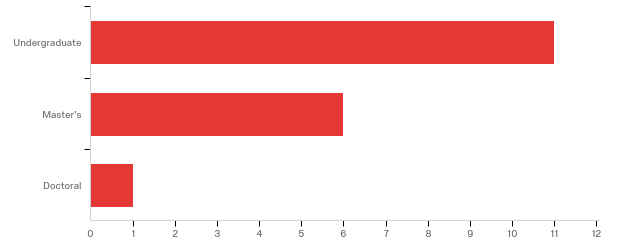 Undergraduate
Master's
Doctoral
0 1 2 3 4 5 6 7 8 9 10 11 12